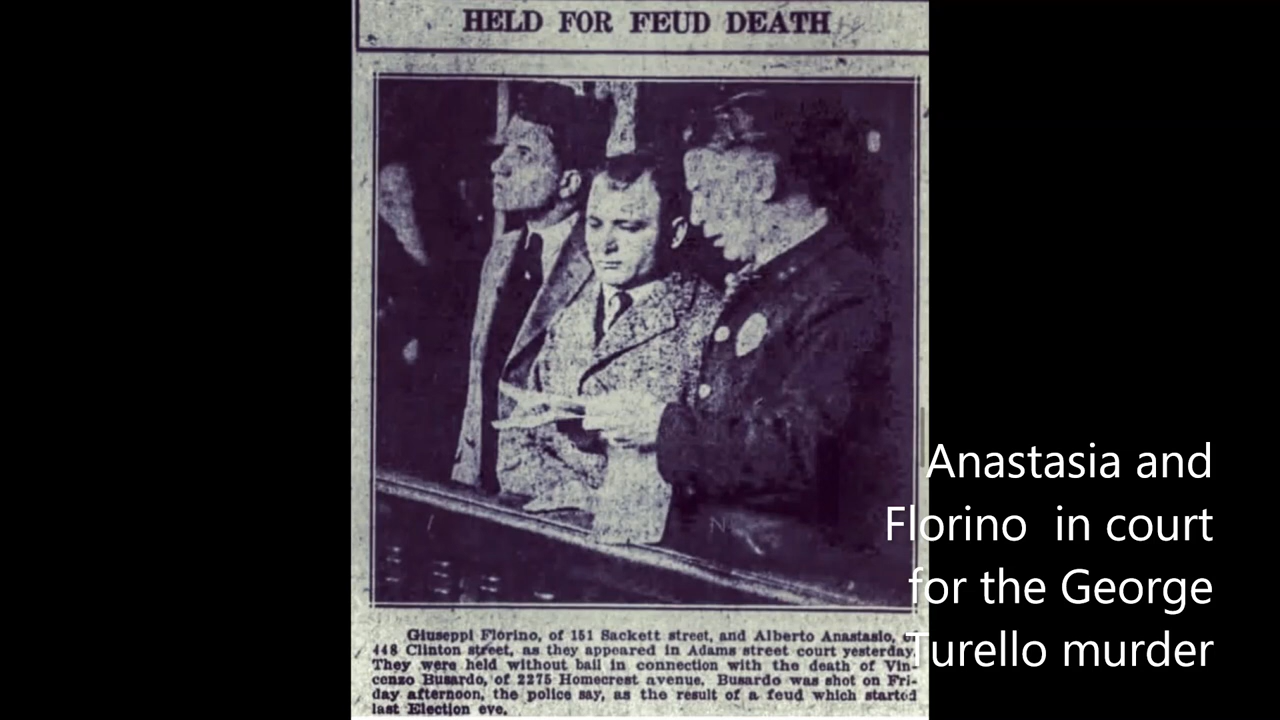 HELD FOR FEUD DEATH
Giuseppi Florino, of 151 Sackett street, and Alberto Anastasio, of
448 Clinton street, as they appeared in Adams street court yesterday.
They were held without bail in connection with the death of Vin-
cenzo Busardo, of 2275 Homecrest avenue. Busardo was shot on Fri-
day afternoon, the police say, as the result of a feud which started
last Election eve.
Anastasia and
Florino in court
for the George
Turello murder